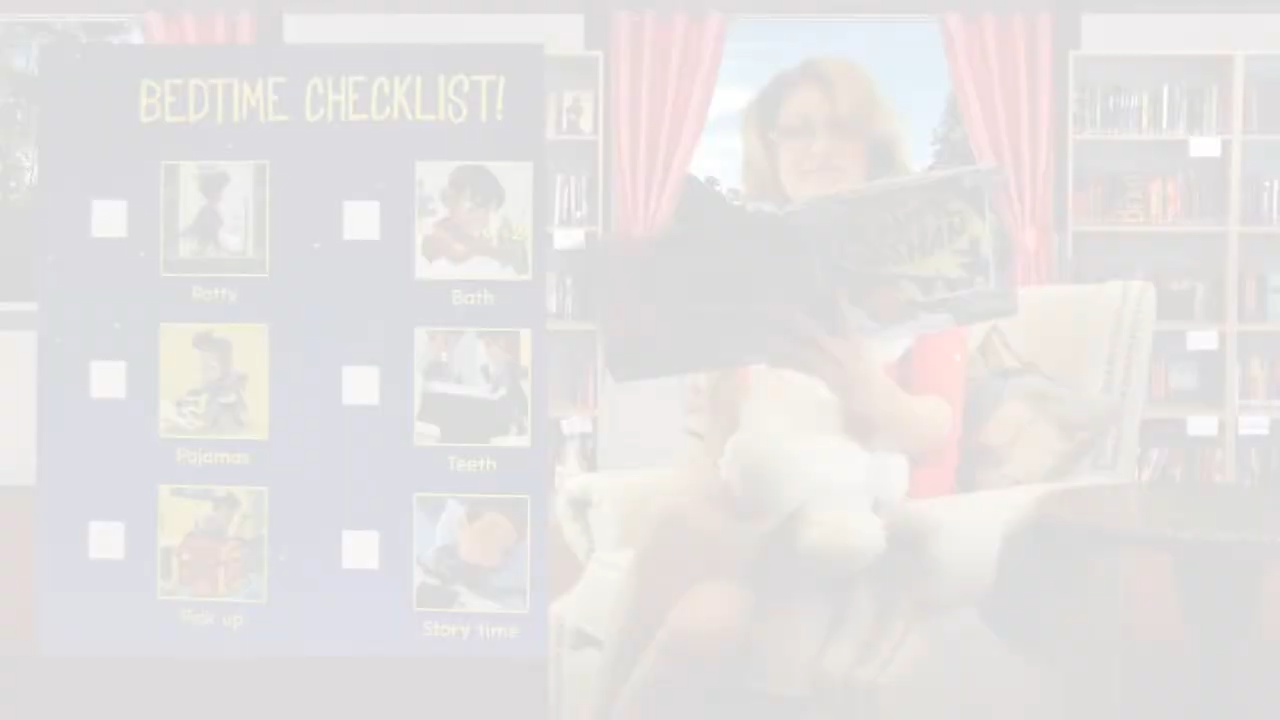 BEDTIME CHECKLIST!
Potty
Bath
Pajamas
Teeth
Pick up
Story time